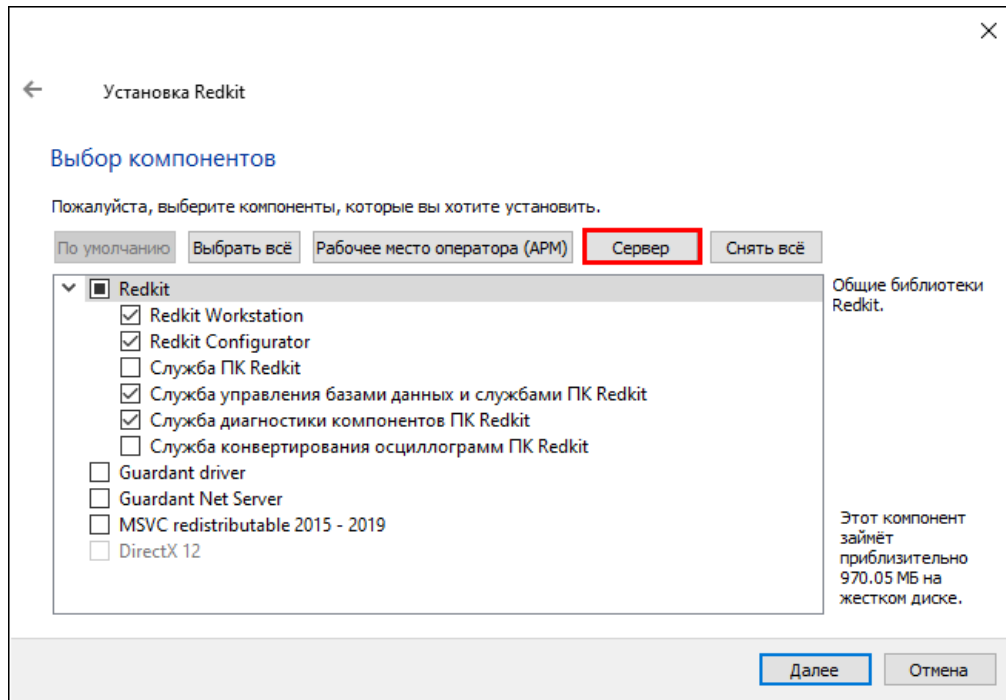 Установка Redkit
Выбор компонентов
Пожалуйста, выберите компоненты, которые вы хотите установить.
По умолчанию
Выбрать всё
Рабочее место оператора (АРМ)
Сервер
Снять всё
Redkit
Redkit Workstation
Redkit Configurator
Служба ПК Redkit
Служба управления базами данных и службами ПК Redkit
Служба диагностики компонентов ПК Redkit
Служба конвертирования осциллограмм ПК Redkit
Guardant driver
Guardant Net Server
MSVC redistributable 2015 - 2019
DirectX 12
Общие библиотеки
Redkit.
Этот компонент
займёт
приблизительно
970.05 МБ на
жестком диске.
Далее
Отмена